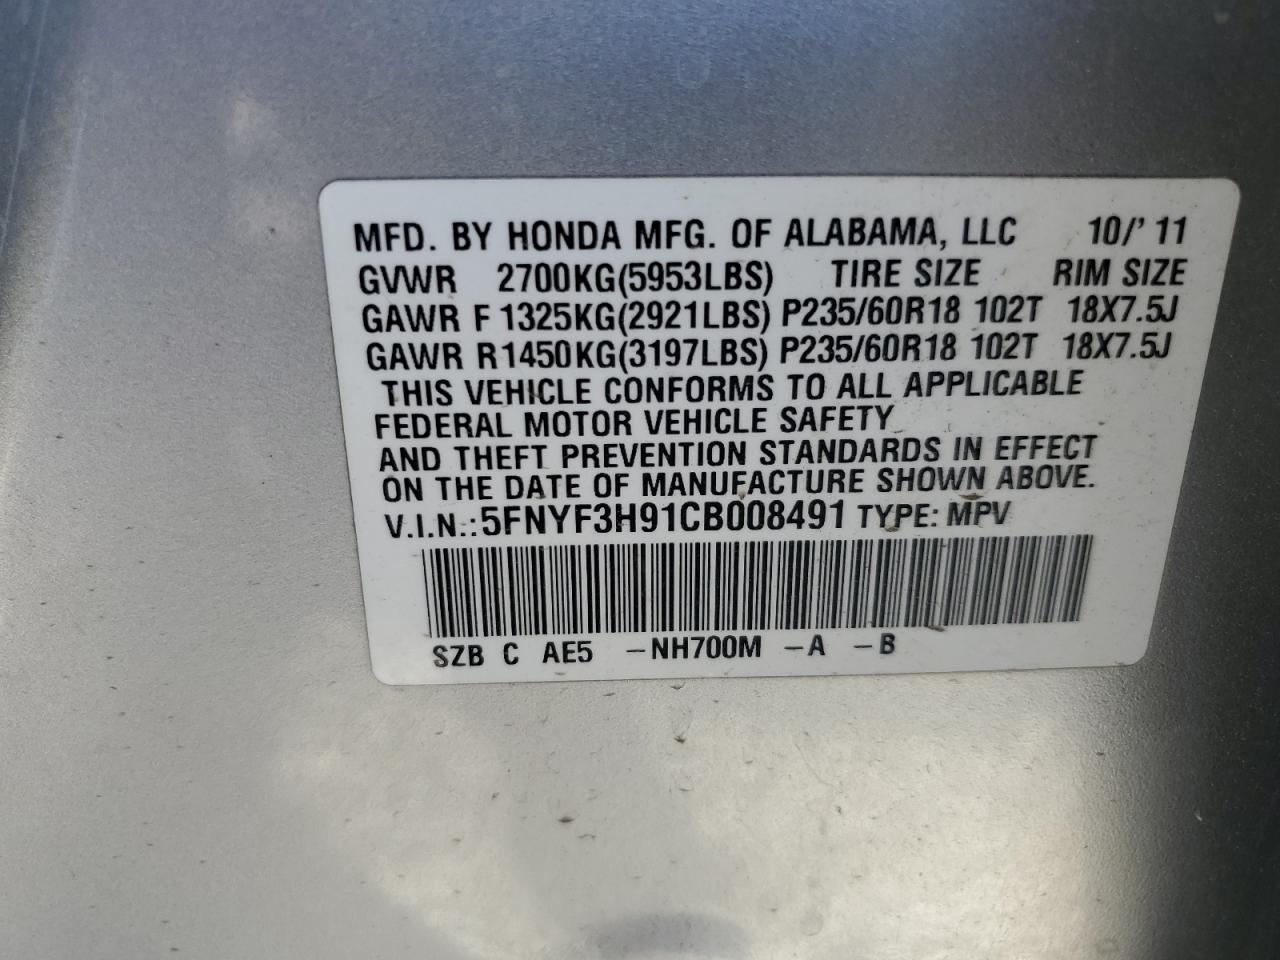 MFD. BY HONDA MFG. OF ALABAMA, LLC 10/' 11
GVWR 2700KG(5953LBS) TIRE SIZE RIM SIZE
GAWR F 1325KG(2921LBS) P235/60R18 102T 18X7.5J
GAWR R1450KG(3197LBS) P235/60R18 102T 18X7.5J
THIS VEHICLE CONFORMS TO ALL APPLICABLE
FEDERAL MOTOR VEHICLE SAFETY
AND THEFT PREVENTION STANDARDS IN EFFECT
ON THE DATE OF MANUFACTURE SHOWN ABOVE.
V.I.N.:5FNYF3H91CB008491 TYPE: MPV
SZB C AE5 -NH700M -A -B